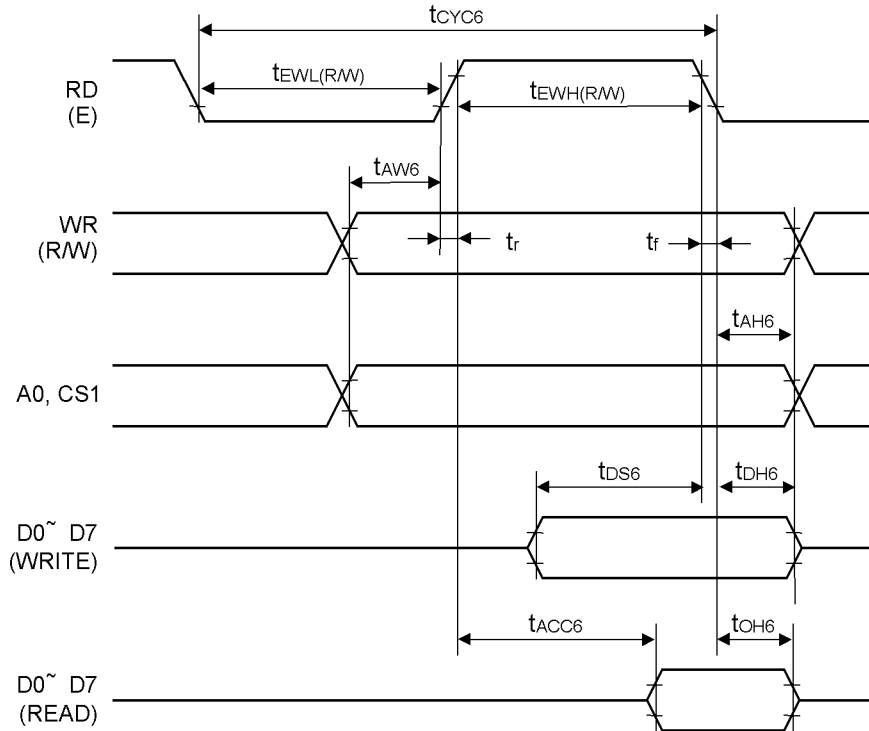 tCYC6
tEWL(R/W)
RD
(E)
tEWH(R/W)
tAW6
WR
(R/W)
tr
tf
tAH6
A0, CS1
tDS6
tDH6
D0~ D7
(WRITE)
tACC6
tOH6
D0~ D7
(READ)